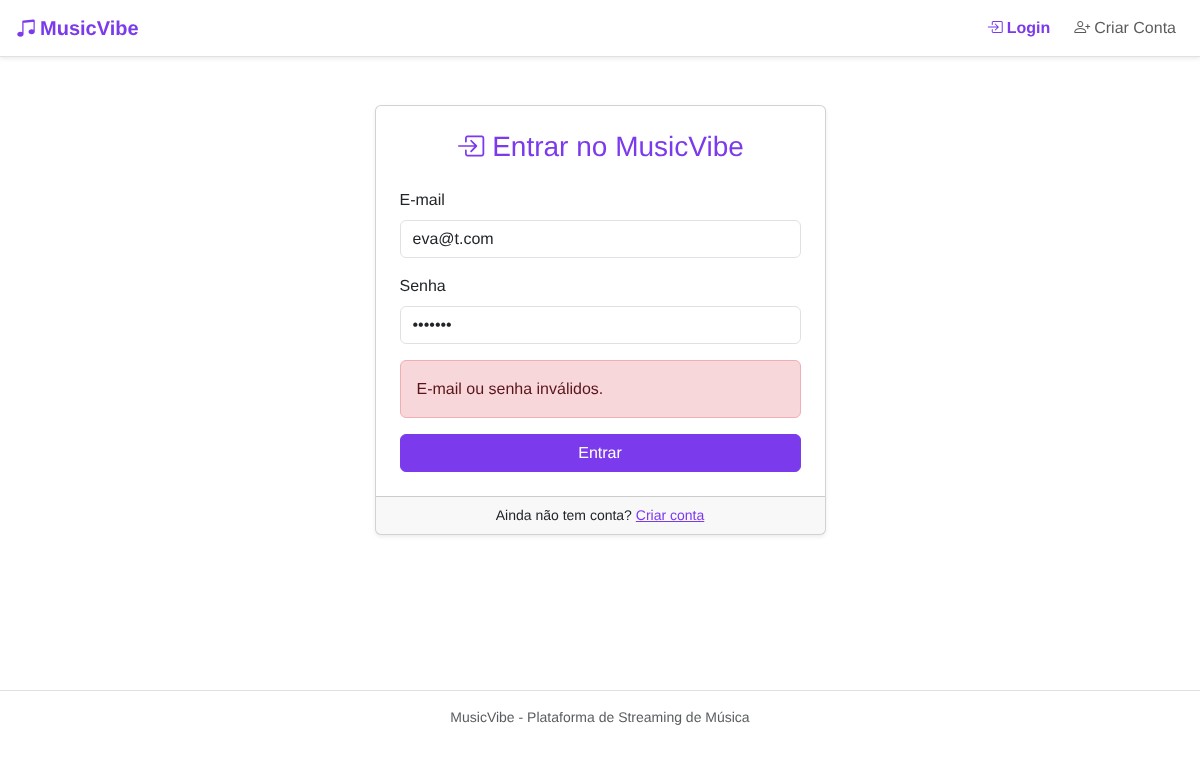 MusicVibe
Login
Criar Conta
Entrar no MusicVibe
E-mail
eva@t.com
Senha
•••••••
E-mail ou senha inválidos.
Entrar
Ainda não tem conta? Criar conta
MusicVibe - Plataforma de Streaming de Música